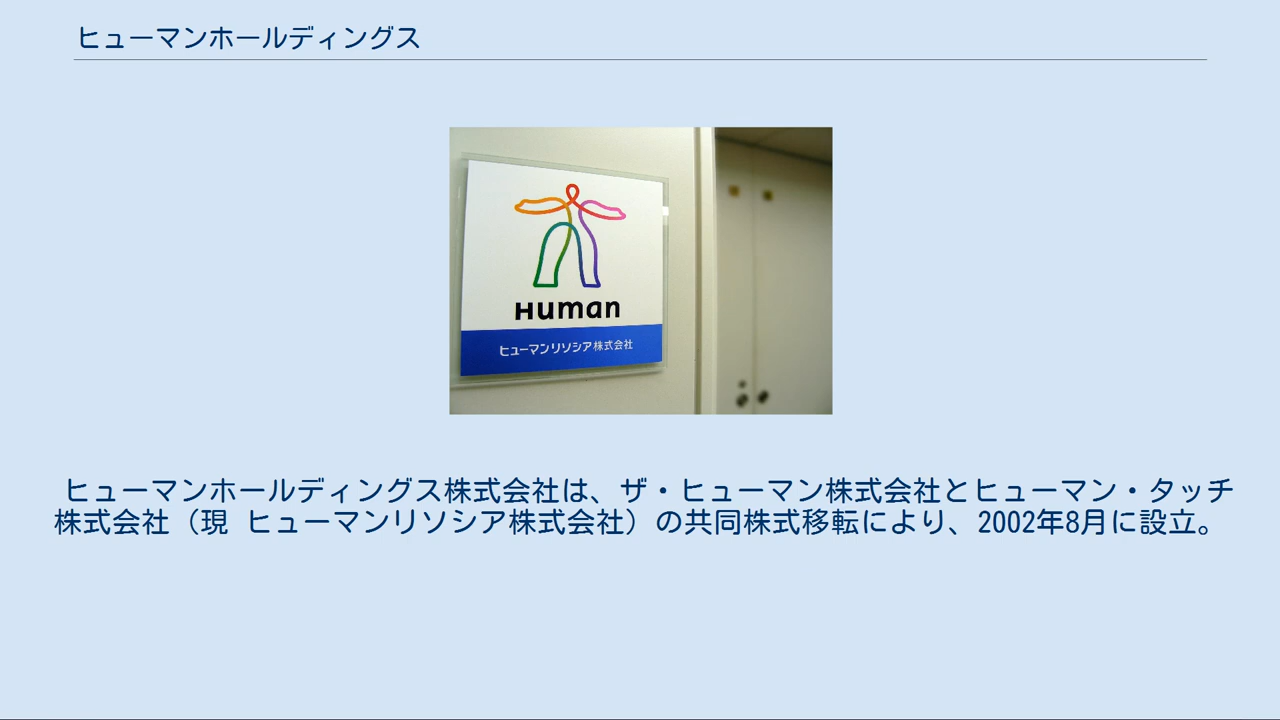 ヒューマンホールディングス
Human
ヒューマンリソシア株式会社
ヒューマンホールディングス株式会社は、ザ・ヒューマン株式会社とヒューマン・タッチ
株式会社（現 ヒューマンリソシア株式会社）の共同株式移転により、2002年8月に設立。